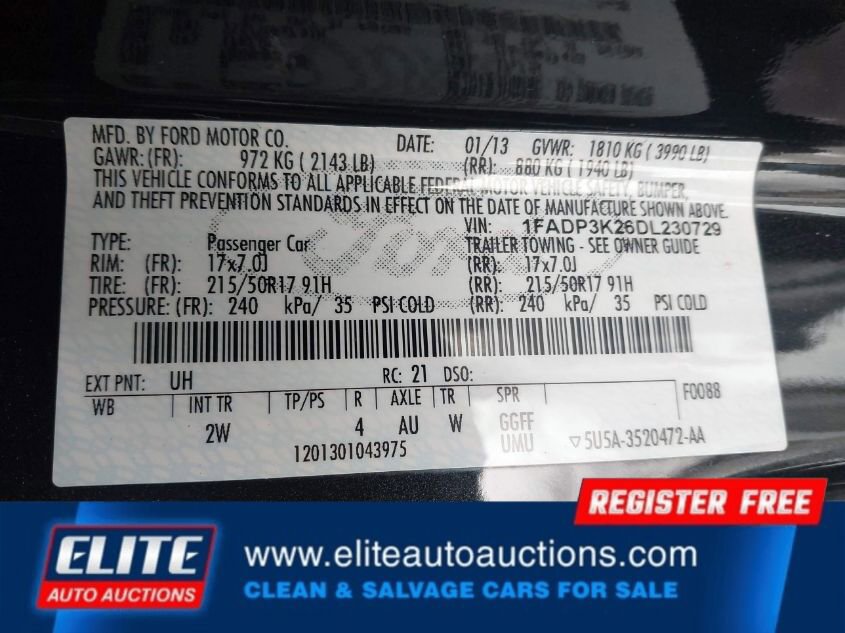 MFD. BY FORD MOTOR CO. DATE: 01/13 GVWR: 1810 KG ( 3990 LB)
GAWR: (FR): 972 KG ( 2143 LB) (RR): 880 KG ( 1940 LB)
THIS VEHICLE CONFORMS TO ALL APPLICABLE FEDERAL MOTOR VEHICLE SAFETY, BUMPER,
AND THEFT PREVENTION STANDARDS IN EFFECT ON THE DATE OF MANUFACTURE SHOWN ABOVE.
VIN: 1FADP3K26DL230729
TYPE: Passenger Car TRAILER TOWING - SEE OWNER GUIDE
RIM: (FR): 17x7.0J (RR): 17x7.0J
TIRE: (FR): 215/50R17 91H (RR): 215/50R17 91H
PRESSURE: (FR): 240 kPa/ 35 PSI COLD (RR): 240 kPa/ 35 PSI COLD
EXT PNT: UH RC: 21 DSO: F0088
WB INT TR TP/PS R AXLE TR SPR
2W 4 AU W GGFF
UMU
1201301043975 ▽5U5A-3520472-AA
REGISTER FREE
ELITE
AUTO AUCTIONS
www.eliteautoauctions.com
CLEAN & SALVAGE CARS FOR SALE